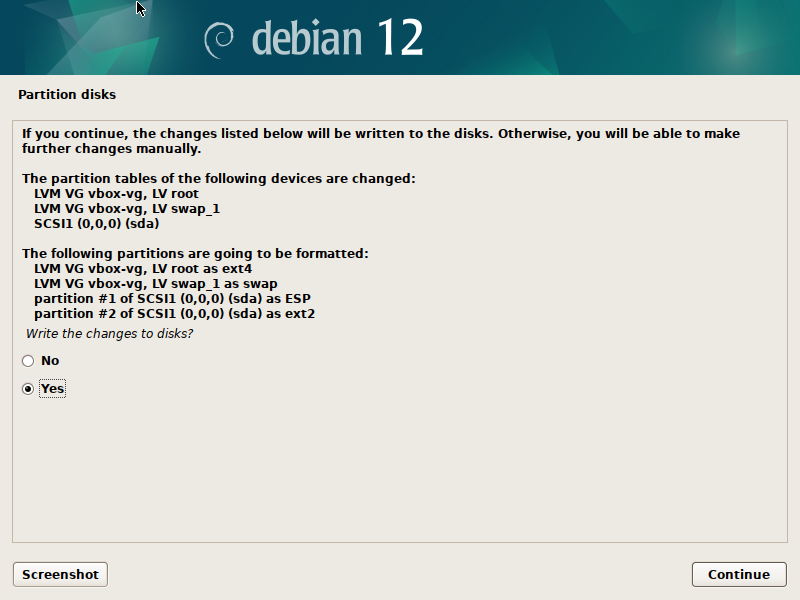 debian 12
Partition disks
If you continue, the changes listed below will be written to the disks. Otherwise, you will be able to make
further changes manually.
The partition tables of the following devices are changed:
LVM VG vbox-vg, LV root
LVM VG vbox-vg, LV swap_1
SCSI1 (0,0,0) (sda)
The following partitions are going to be formatted:
LVM VG vbox-vg, LV root as ext4
LVM VG vbox-vg, LV swap_1 as swap
partition #1 of SCSI1 (0,0,0) (sda) as ESP
partition #2 of SCSI1 (0,0,0) (sda) as ext2
Write the changes to disks?
No
Yes
Screenshot
Continue